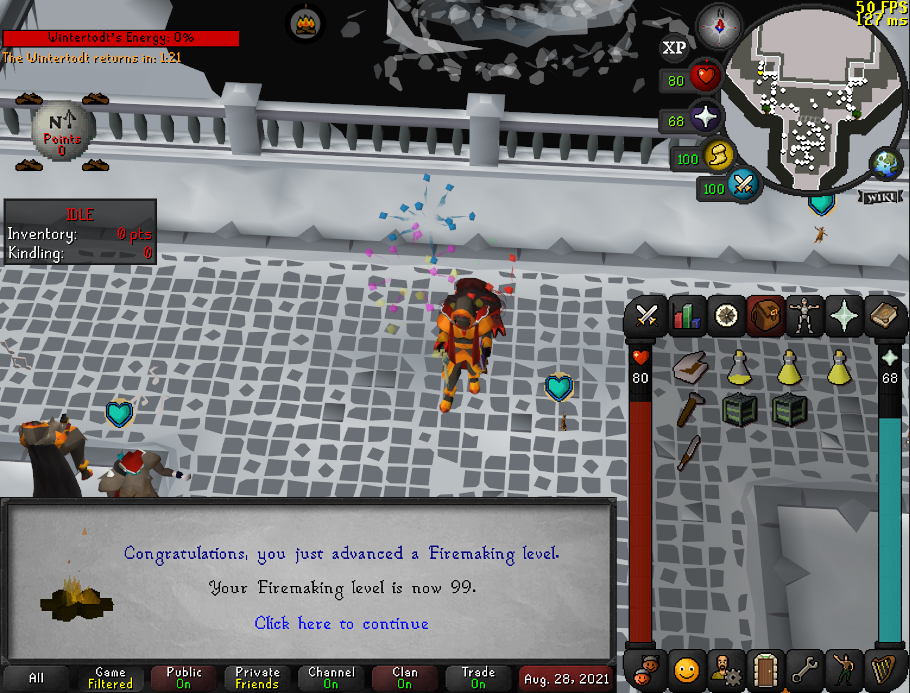 50 FPS
127 ms
Wintertodt's Energy: 0%
The Wintertodt returns in: 1:21
N
XP
80
68
100
100
WIKI
N
Points
0
IDLE
Inventory: 0 pts
Kindling: 0
80
68
Congratulations, you just advanced a Firemaking level.
Your Firemaking level is now 99.
Click here to continue
All
Game
Filtered
Public
On
Private
Friends
Channel
On
Clan
On
Trade
On
Aug. 28, 2021